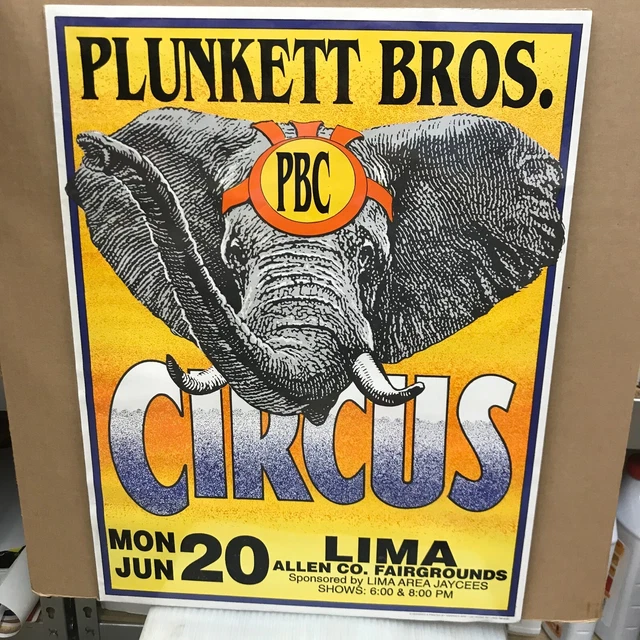 PLUNKETT BROS.
PBC
CIRCUS
MON JUN 20
LIMA
ALLEN CO. FAIRGROUNDS
Sponsored by LIMA AREA JAYCEES
SHOWS: 6:00 & 8:00 PM